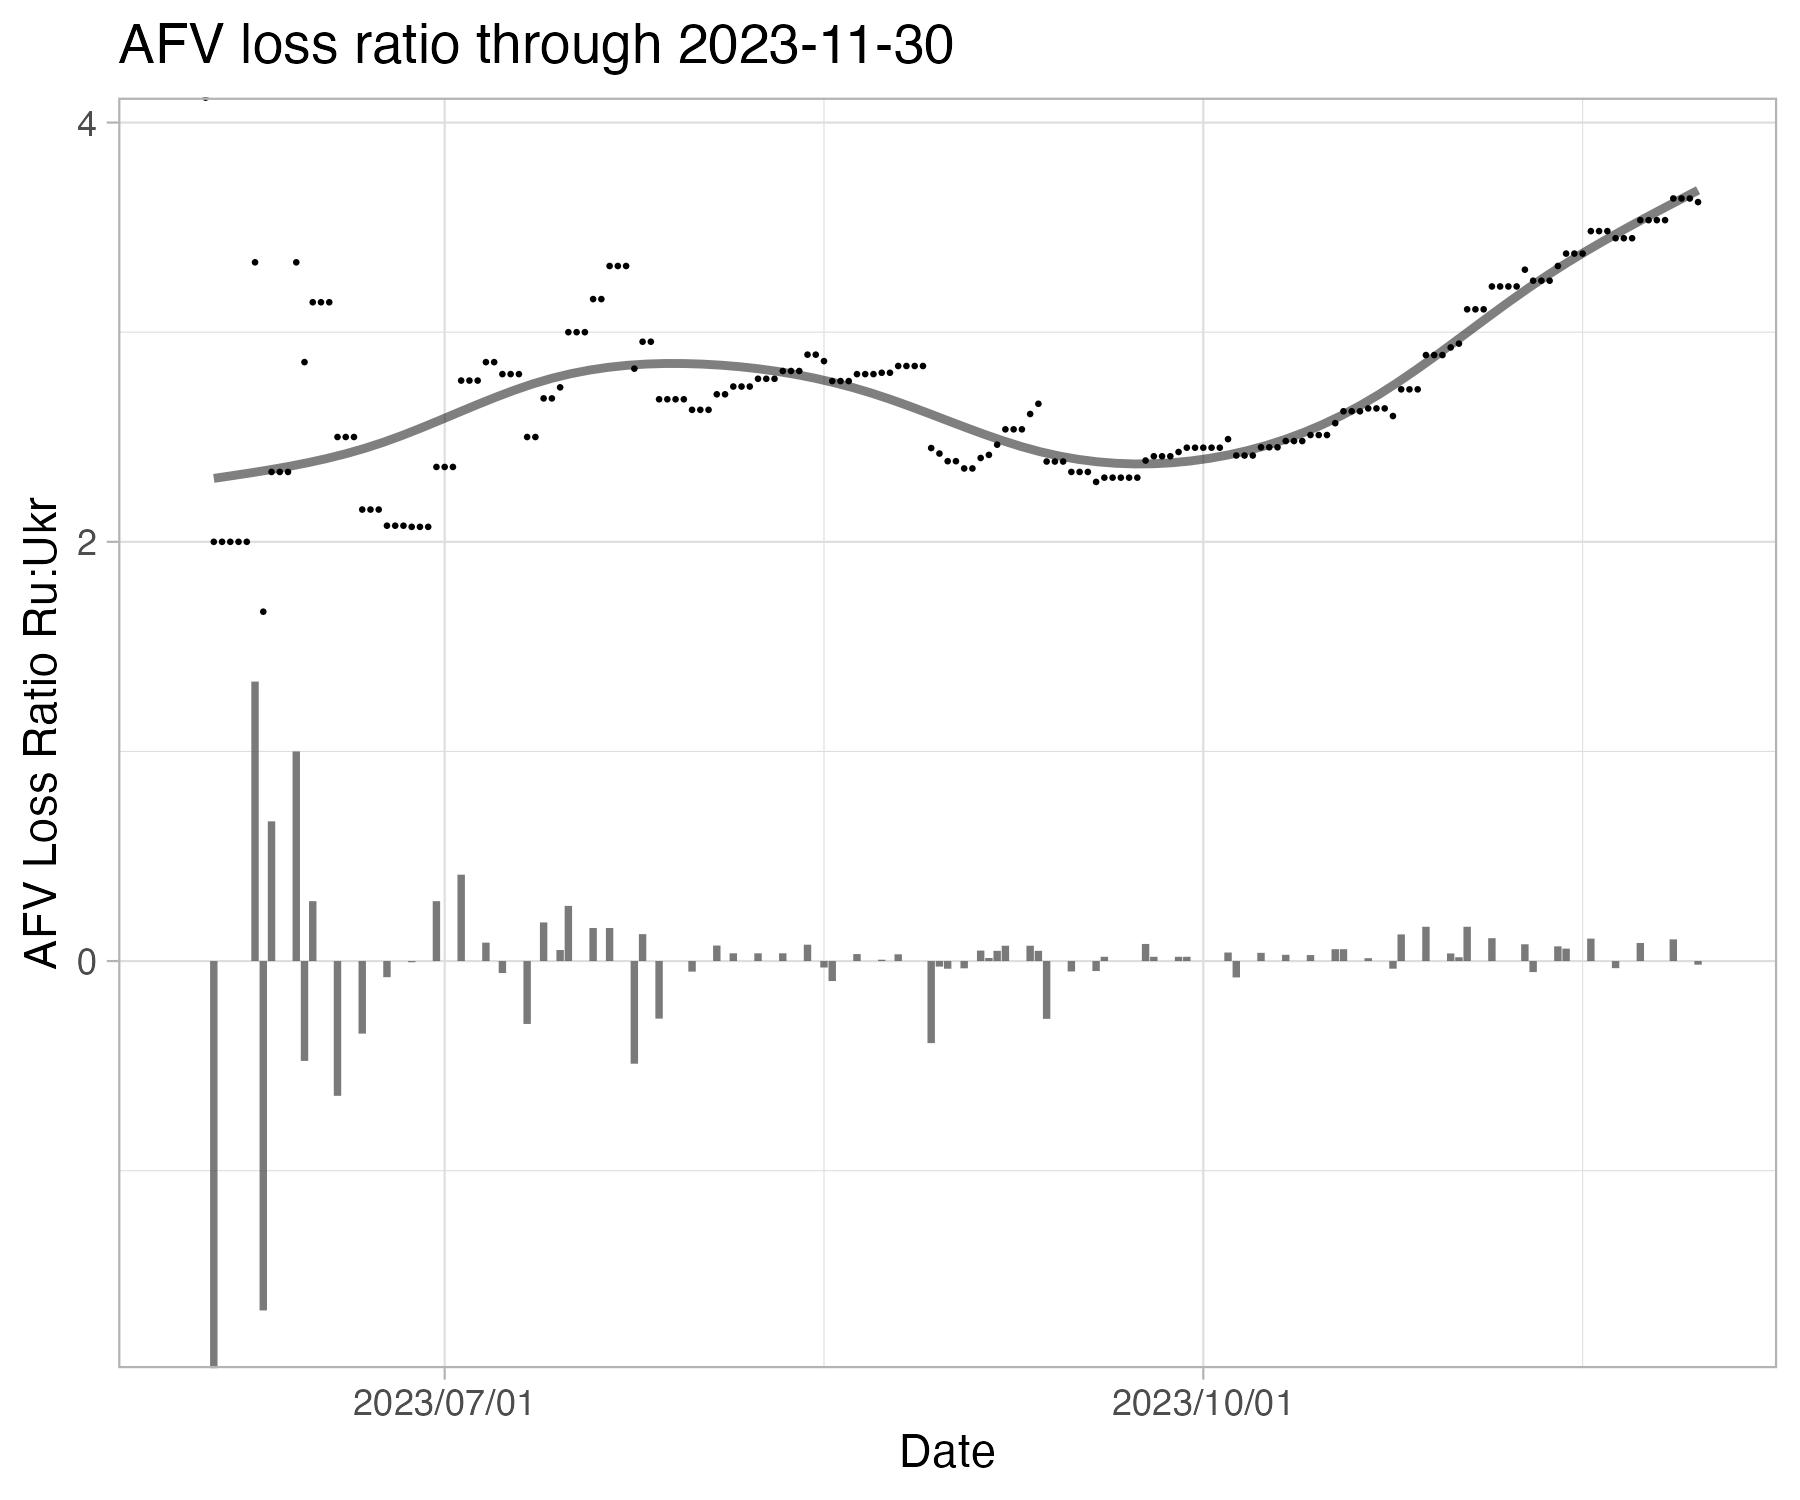 AFV loss ratio through 2023-11-30
AFV Loss Ratio Ru:Ukr
4
2
0
2023/07/01
2023/10/01
Date